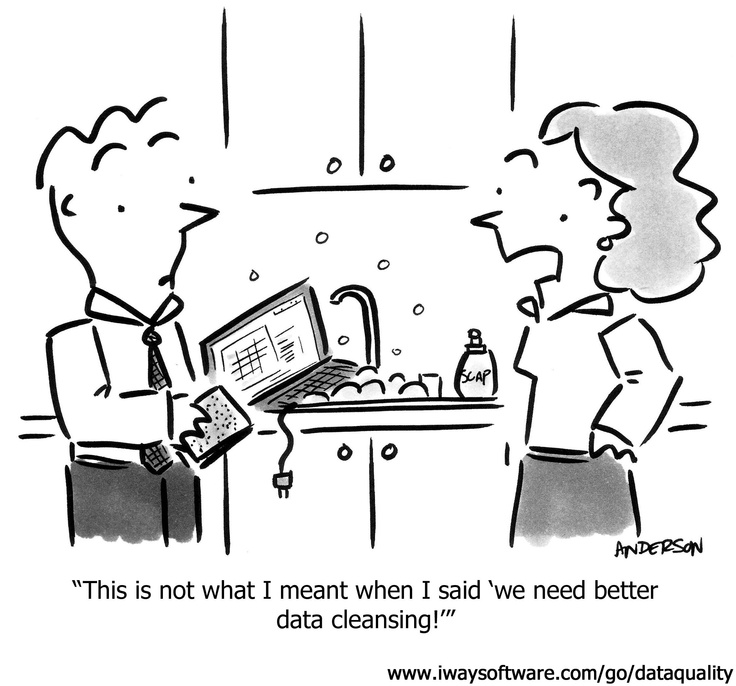 SOAP
ANDERSON
“This is not what I meant when I said ‘we need better
data cleansing!’”
www.iwaysoftware.com/go/dataquality